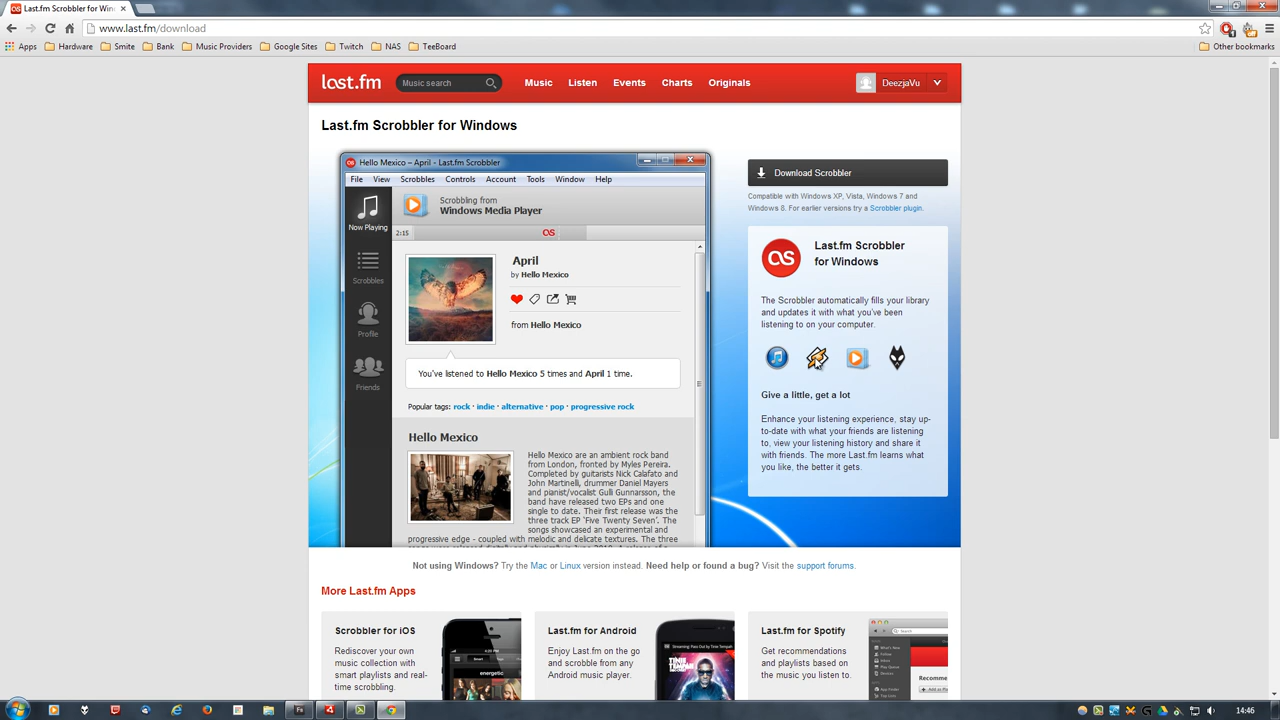 Last.fm Scrobbler for Win
www.last.fm/download
Apps Hardware Smite Bank Music Providers Google Sites Twitch NAS TeeBoard Other bookmarks
last.fm Music search Music Listen Events Charts Originals DeezjaVu
Last.fm Scrobbler for Windows
Hello Mexico – April - Last.fm Scrobbler
File View Scrobbles Controls Account Tools Window Help
Now Playing
Scrobbles
Profile
Friends
Scrobbling from
Windows Media Player
2:15
April
by Hello Mexico
from Hello Mexico
You've listened to Hello Mexico 5 times and April 1 time.
Popular tags: rock · indie · alternative · pop · progressive rock
Hello Mexico
Hello Mexico are an ambient rock band
from London, fronted by Myles Pereira.
Completed by guitarists Nick Calafato and
John Martinelli, drummer Daniel Mayers
and pianist/vocalist Gulli Gunnarsson, the
band have released two EPs and one
single to date. Their first release was the
three track EP 'Five Twenty Seven'. The
songs showcased an experimental and
progressive edge - coupled with melodic and delicate textures. The three
Download Scrobbler
Compatible with Windows XP, Vista, Windows 7 and
Windows 8. For earlier versions try a Scrobbler plugin.
Last.fm Scrobbler
for Windows
The Scrobbler automatically fills your library
and updates it with what you've been
listening to on your computer.
Give a little, get a lot
Enhance your listening experience, stay up-
to-date with what your friends are listening
to, view your listening history and share it
with friends. The more Last.fm learns what
you like, the better it gets.
Not using Windows? Try the Mac or Linux version instead. Need help or found a bug? Visit the support forums.
More Last.fm Apps
Scrobbler for iOS
Rediscover your own
music collection with
smart playlists and real-
time scrobbling.
energetic
Last.fm for Android
Enjoy Last.fm on the go
and scrobble from any
Android music player.
Last.fm for Spotify
Get recommendations
and playlists based on
the music you listen to.
14:46